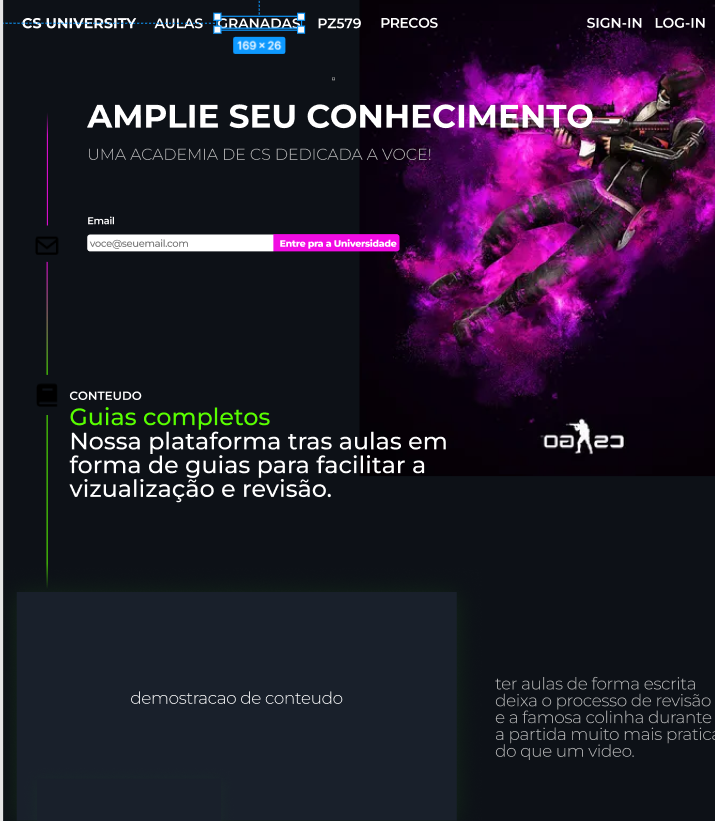 CS UNIVERSITY AULAS GRANADAS PZ579 PRECOS SIGN-IN LOG-IN
169 × 26
AMPLIE SEU CONHECIMENTO
UMA ACADEMIA DE CS DEDICADA A VOCE!
Email
voce@seuemail.com Entre pra a Universidade
CONTEUDO
Guias completos
Nossa plataforma tras aulas em
forma de guias para facilitar a
vizualização e revisão.
CS GO
demostracao de conteudo
ter aulas de forma escrita
deixa o processo de revisão
e a famosa colinha durante
a partida muito mais pratica
do que um video.